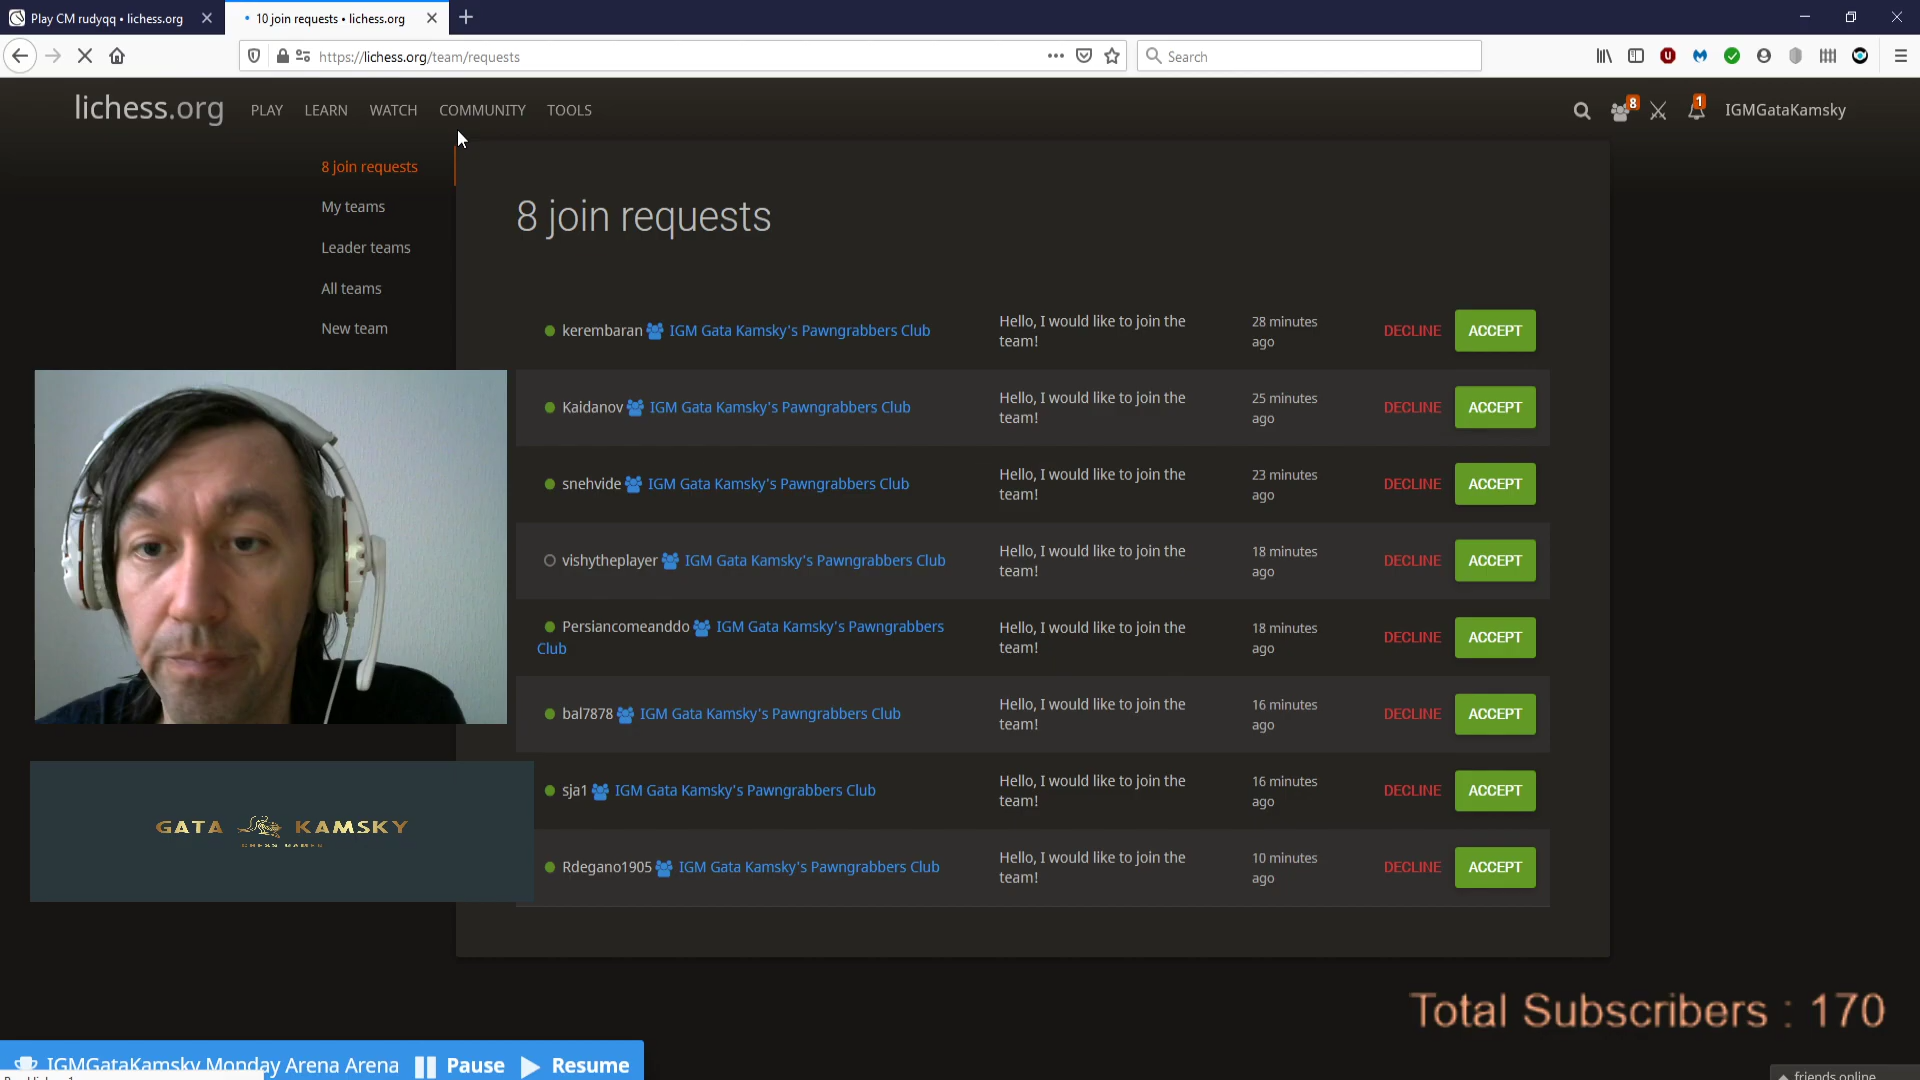 Play CM rudyqq • lichess.org
10 join requests • lichess.org
https://lichess.org/team/requests
Search
lichess.org PLAY LEARN WATCH COMMUNITY TOOLS 8 1 IGMGataKamsky
8 join requests
My teams
Leader teams
All teams
New team
8 join requests
kerembaran IGM Gata Kamsky's Pawngrabbers Club
Hello, I would like to join the
team!
28 minutes
ago
DECLINE ACCEPT
Kaidanov IGM Gata Kamsky's Pawngrabbers Club
Hello, I would like to join the
team!
25 minutes
ago
DECLINE ACCEPT
snehvide IGM Gata Kamsky's Pawngrabbers Club
Hello, I would like to join the
team!
23 minutes
ago
DECLINE ACCEPT
vishytheplayer IGM Gata Kamsky's Pawngrabbers Club
Hello, I would like to join the
team!
18 minutes
ago
DECLINE ACCEPT
Persiancomeanddo IGM Gata Kamsky's Pawngrabbers
Club
Hello, I would like to join the
team!
18 minutes
ago
DECLINE ACCEPT
bal7878 IGM Gata Kamsky's Pawngrabbers Club
Hello, I would like to join the
team!
16 minutes
ago
DECLINE ACCEPT
sja1 IGM Gata Kamsky's Pawngrabbers Club
Hello, I would like to join the
team!
16 minutes
ago
DECLINE ACCEPT
Rdegano1905 IGM Gata Kamsky's Pawngrabbers Club
Hello, I would like to join the
team!
10 minutes
ago
DECLINE ACCEPT
GATA KAMSKY
Total Subscribers : 170
IGMGataKamsky Monday Arena Arena Pause Resume
friends online